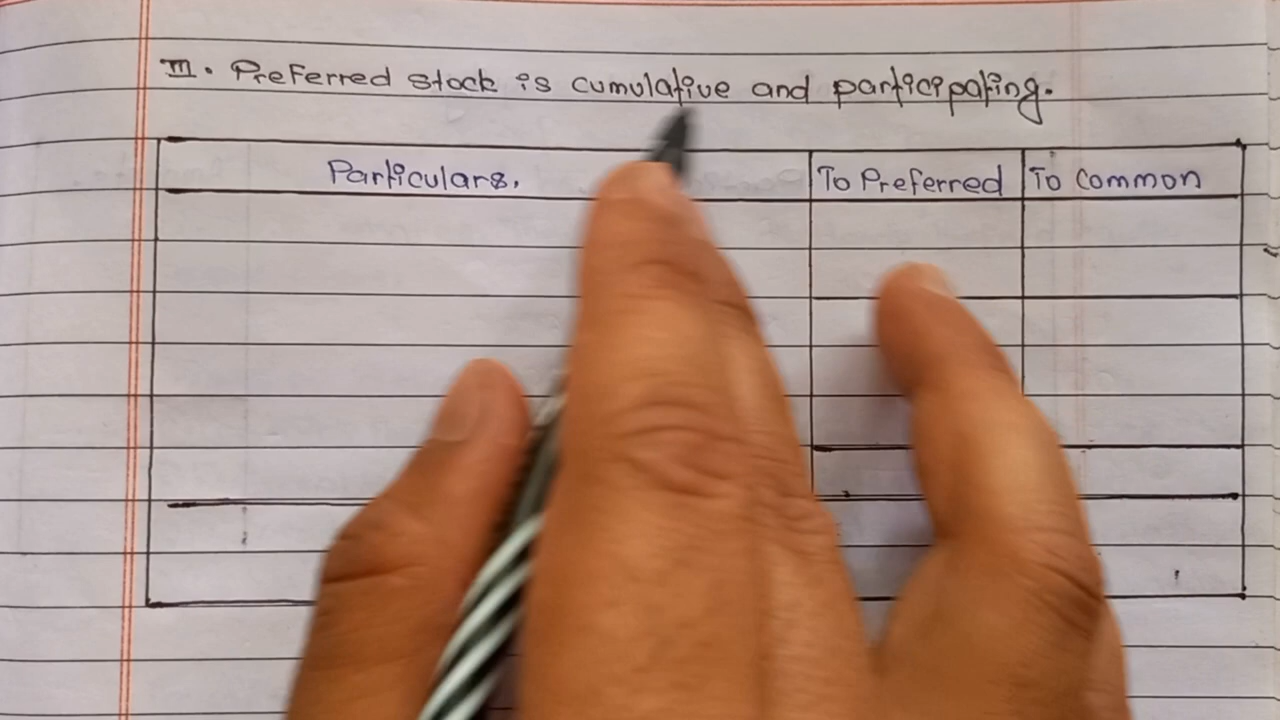 III. Preferred stock is cumulative and participating.
Particulars.
To Preferred
To common